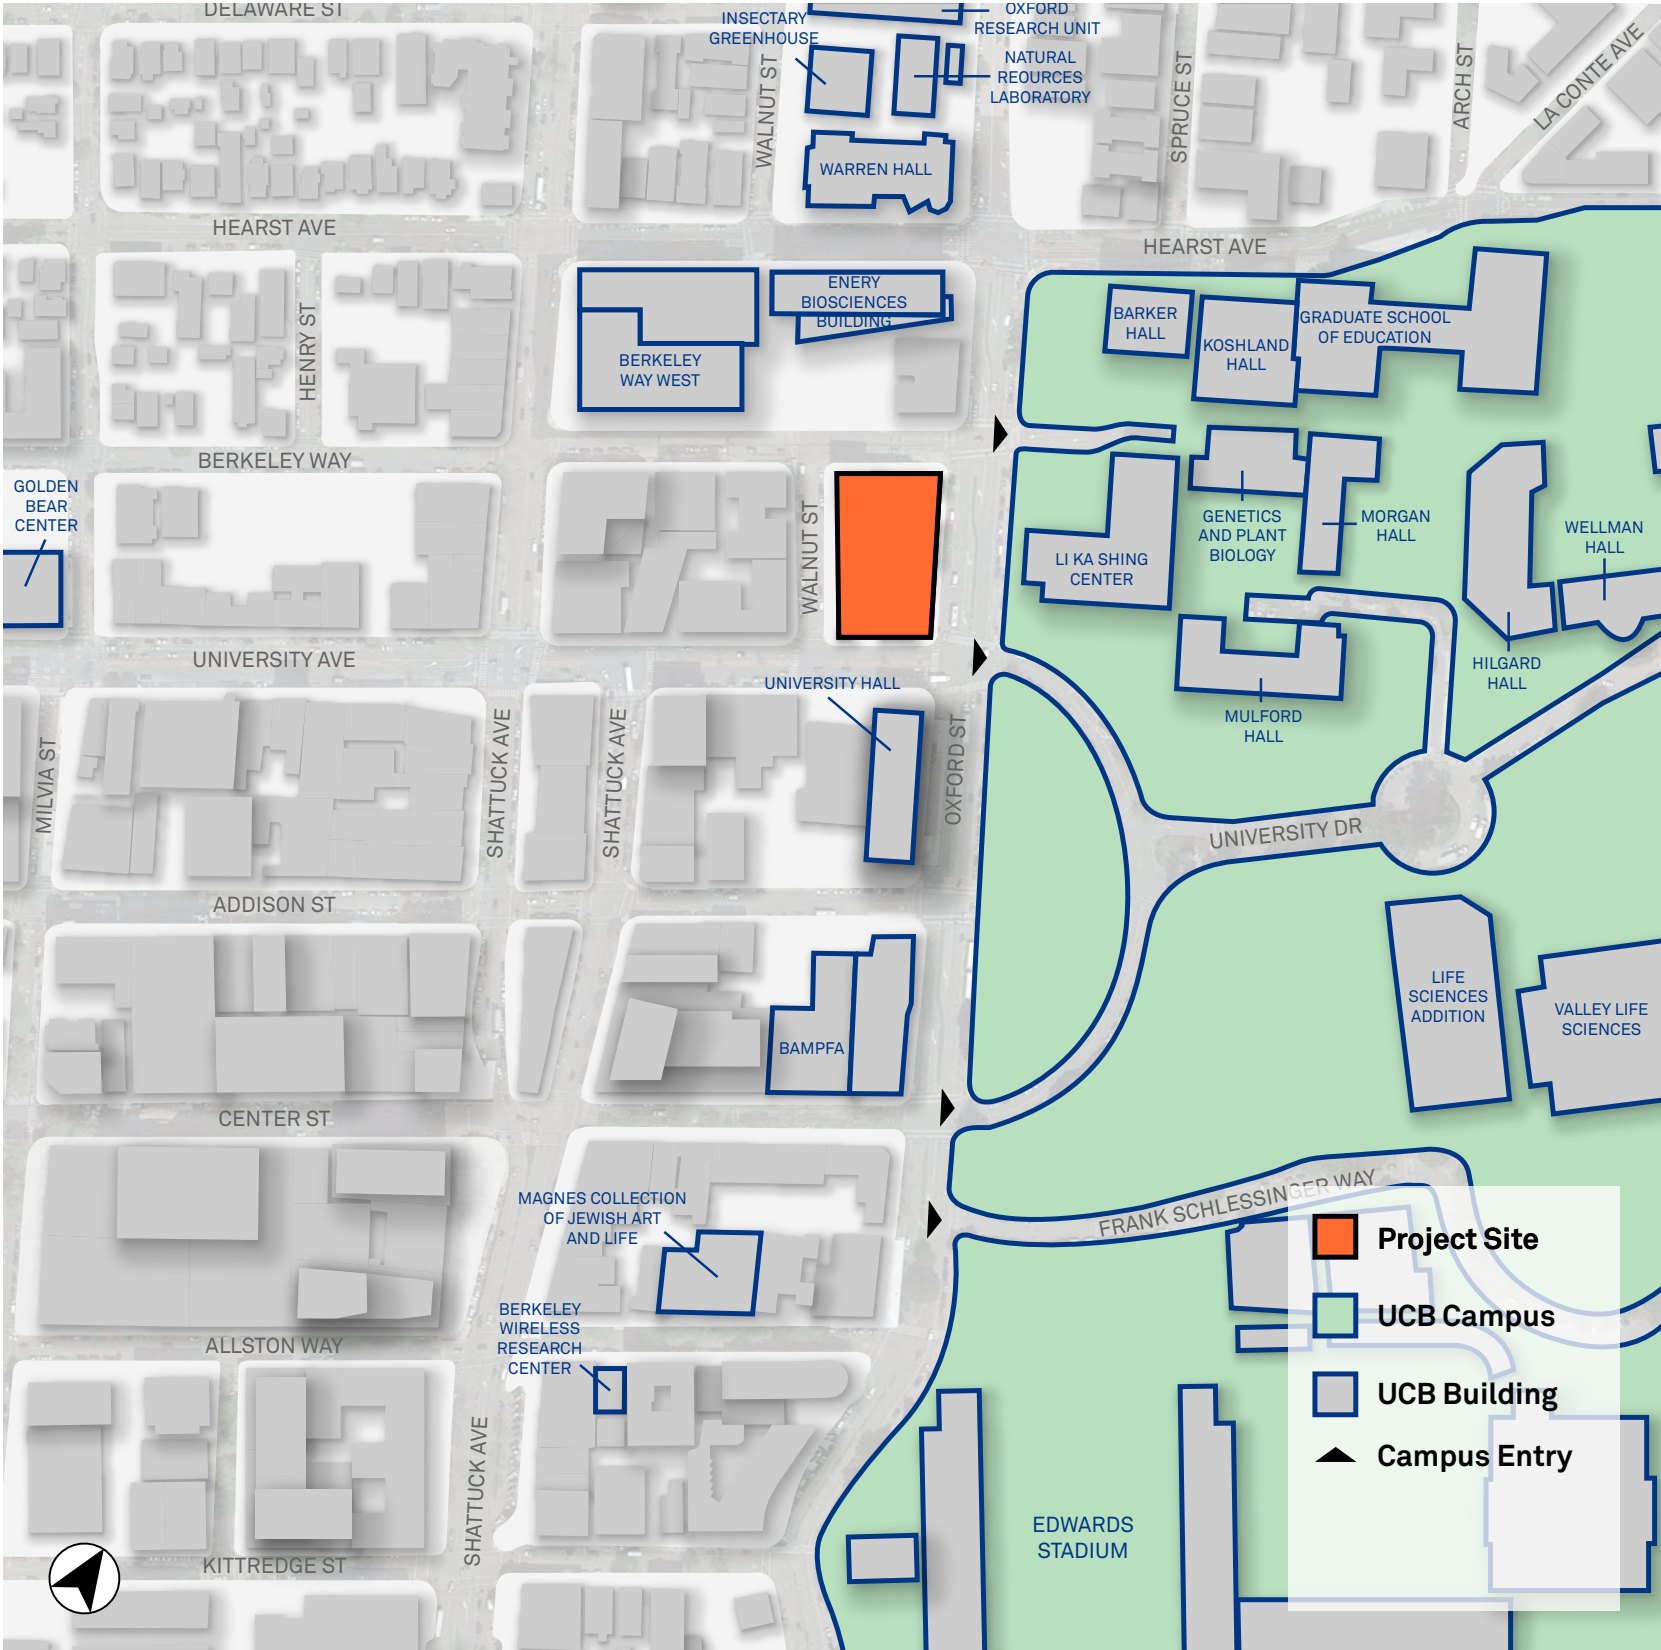 DELAWARE ST
INSECTARY
GREENHOUSE
OXFORD
RESEARCH UNIT
NATURAL
REOURCES
LABORATORY
WALNUT ST
SPRUCE ST
ARCH ST
LA CONTE AVE
WARREN HALL
HEARST AVE
HEARST AVE
HENRY ST
ENERY
BIOSCIENCES
BUILDING
BERKELEY
WAY WEST
BARKER
HALL
KOSHLAND
HALL
GRADUATE SCHOOL
OF EDUCATION
BERKELEY WAY
GOLDEN
BEAR
CENTER
WALNUT ST
LI KA SHING
CENTER
GENETICS
AND PLANT
BIOLOGY
MORGAN
HALL
WELLMAN
HALL
HILGARD
HALL
MULFORD
HALL
UNIVERSITY AVE
UNIVERSITY HALL
MILVIA ST
SHATTUCK AVE
SHATTUCK AVE
OXFORD ST
UNIVERSITY DR
ADDISON ST
LIFE
SCIENCES
ADDITION
VALLEY LIFE
SCIENCES
BAMPFA
CENTER ST
MAGNES COLLECTION
OF JEWISH ART
AND LIFE
FRANK SCHLESSINGER WAY
BERKELEY
WIRELESS
RESEARCH
CENTER
ALLSTON WAY
SHATTUCK AVE
KITTREDGE ST
EDWARDS
STADIUM
Project Site
UCB Campus
UCB Building
Campus Entry